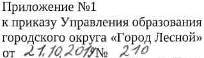 Приложение №1
к приказу Управления образования
городского округа «Город Лесной»
от 21.10.2019 № 210